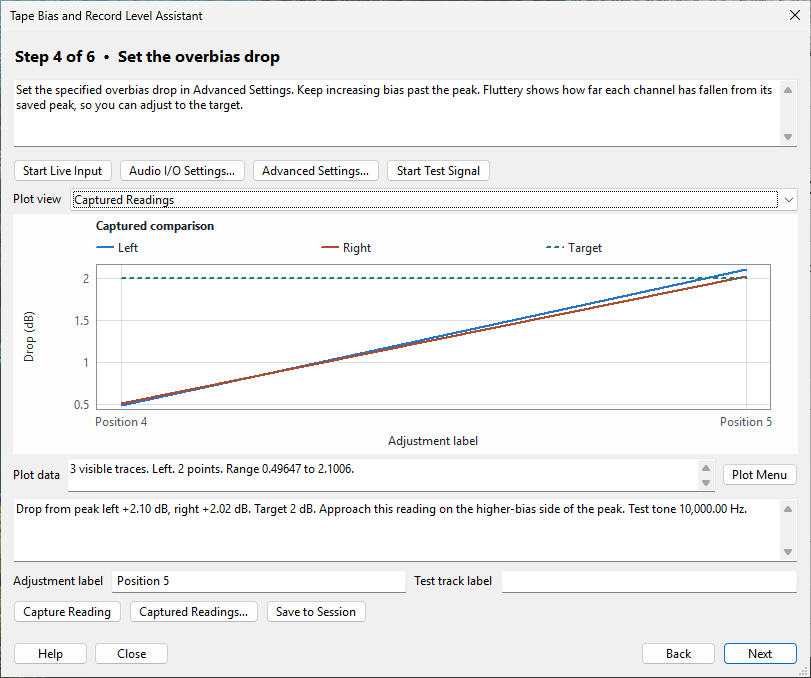 Tape Bias and Record Level Assistant
Step 4 of 6 • Set the overbias drop
Set the specified overbias drop in Advanced Settings. Keep increasing bias past the peak. Fluttery shows how far each channel has fallen from its
saved peak, so you can adjust to the target.
Start Live Input
Audio I/O Settings...
Advanced Settings...
Start Test Signal
Plot view
Captured Readings
Captured comparison
Left
Right
Target
2
1.5
1
0.5
Drop (dB)
Position 4
Position 5
Adjustment label
Plot data
3 visible traces. Left. 2 points. Range 0.49647 to 2.1006.
Plot Menu
Drop from peak left +2.10 dB, right +2.02 dB. Target 2 dB. Approach this reading on the higher-bias side of the peak. Test tone 10,000.00 Hz.
Adjustment label
Position 5
Test track label
Capture Reading
Captured Readings...
Save to Session
Help
Close
Back
Next